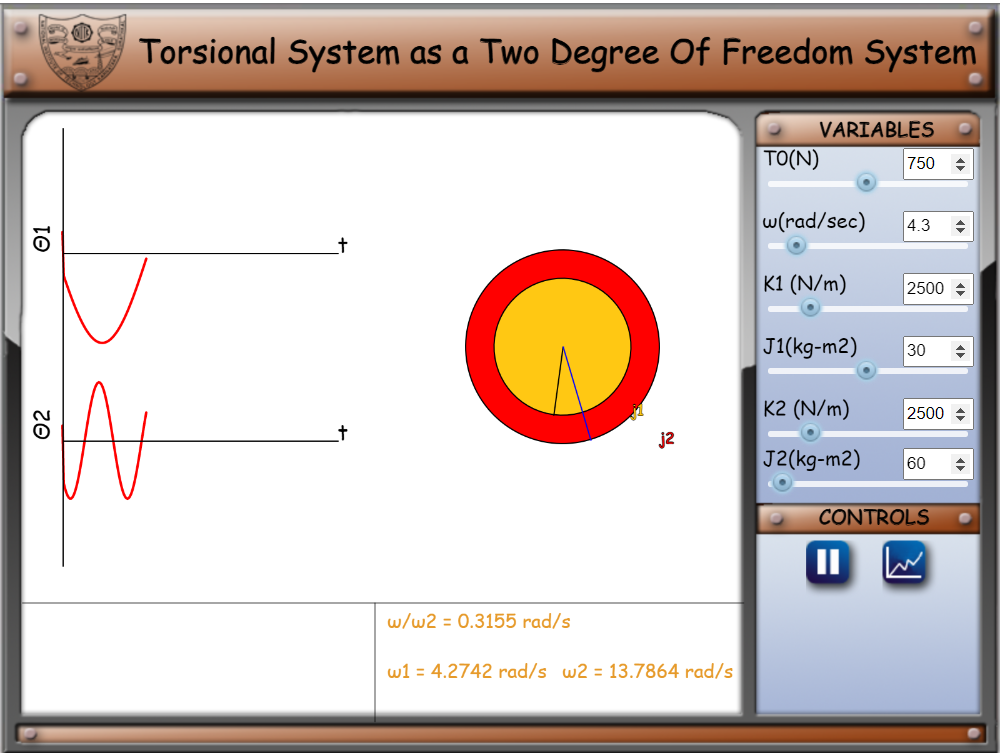 Torsional System as a Two Degree Of Freedom System
Θ1
t
Θ2
t
j1
j2
ω/ω2 = 0.3155 rad/s
ω1 = 4.2742 rad/s ω2 = 13.7864 rad/s
VARIABLES
T0(N) 750
ω(rad/sec) 4.3
K1 (N/m) 2500
J1(kg-m2) 30
K2 (N/m) 2500
J2(kg-m2) 60
CONTROLS